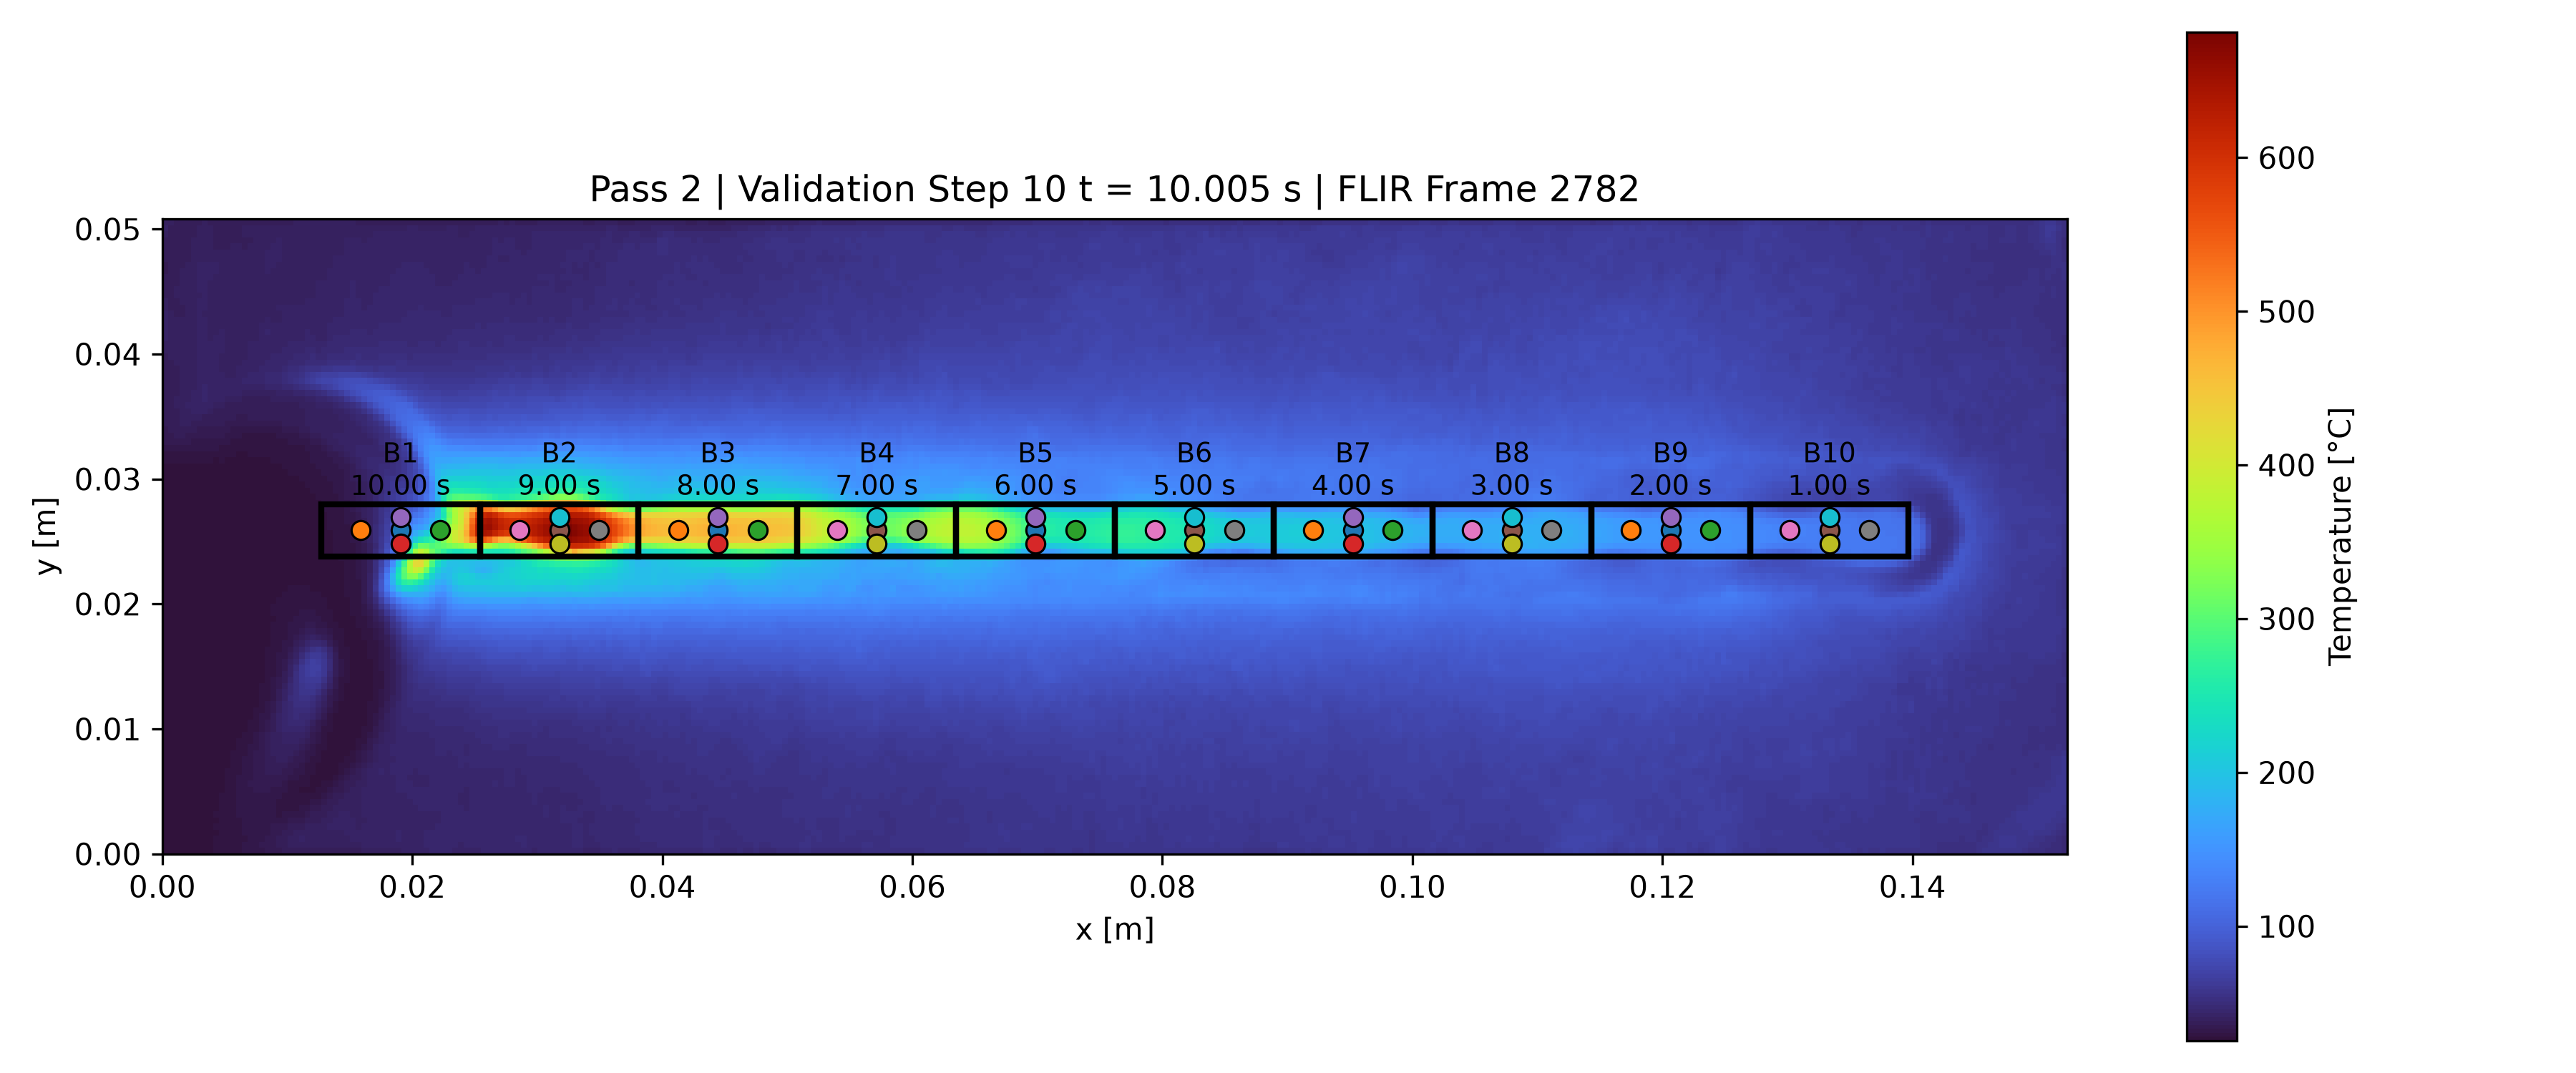 Pass 2 | Validation Step 10 t = 10.005 s | FLIR Frame 2782
0.05
0.04
0.03
0.02
0.01
0.00
y [m]
B1 B2 B3 B4 B5 B6 B7 B8 B9 B10
10.00 s 9.00 s 8.00 s 7.00 s 6.00 s 5.00 s 4.00 s 3.00 s 2.00 s 1.00 s
0.00 0.02 0.04 0.06 0.08 0.10 0.12 0.14
x [m]
600
500
400
300
200
100
Temperature [°C]